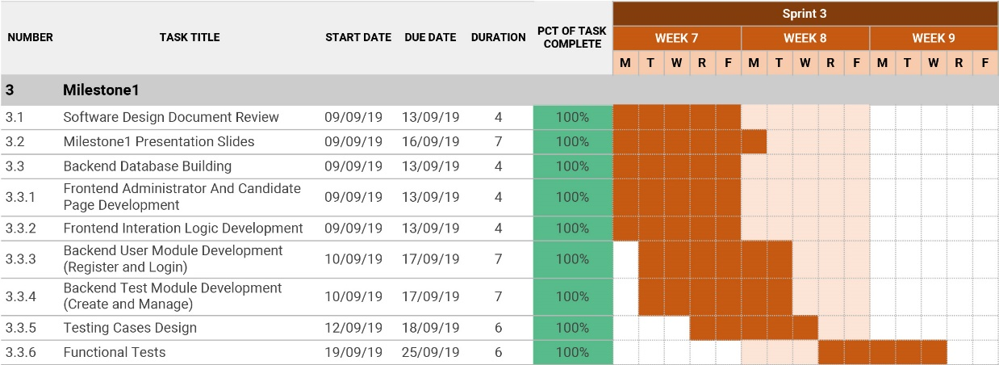 Sprint 3
NUMBER TASK TITLE START DATE DUE DATE DURATION PCT OF TASK COMPLETE WEEK 7 WEEK 8 WEEK 9
M T W R F M T W R F M T W R F
3 Milestone1
3.1 Software Design Document Review 09/09/19 13/09/19 4 100%
3.2 Milestone1 Presentation Slides 09/09/19 16/09/19 7 100%
3.3 Backend Database Building 09/09/19 13/09/19 4 100%
3.3.1 Frontend Administrator And Candidate
Page Development 09/09/19 13/09/19 4 100%
3.3.2 Frontend Interation Logic Development 09/09/19 13/09/19 4 100%
3.3.3 Backend User Module Development
(Register and Login) 10/09/19 17/09/19 7 100%
3.3.4 Backend Test Module Development
(Create and Manage) 10/09/19 17/09/19 7 100%
3.3.5 Testing Cases Design 12/09/19 18/09/19 6 100%
3.3.6 Functional Tests 19/09/19 25/09/19 6 100%